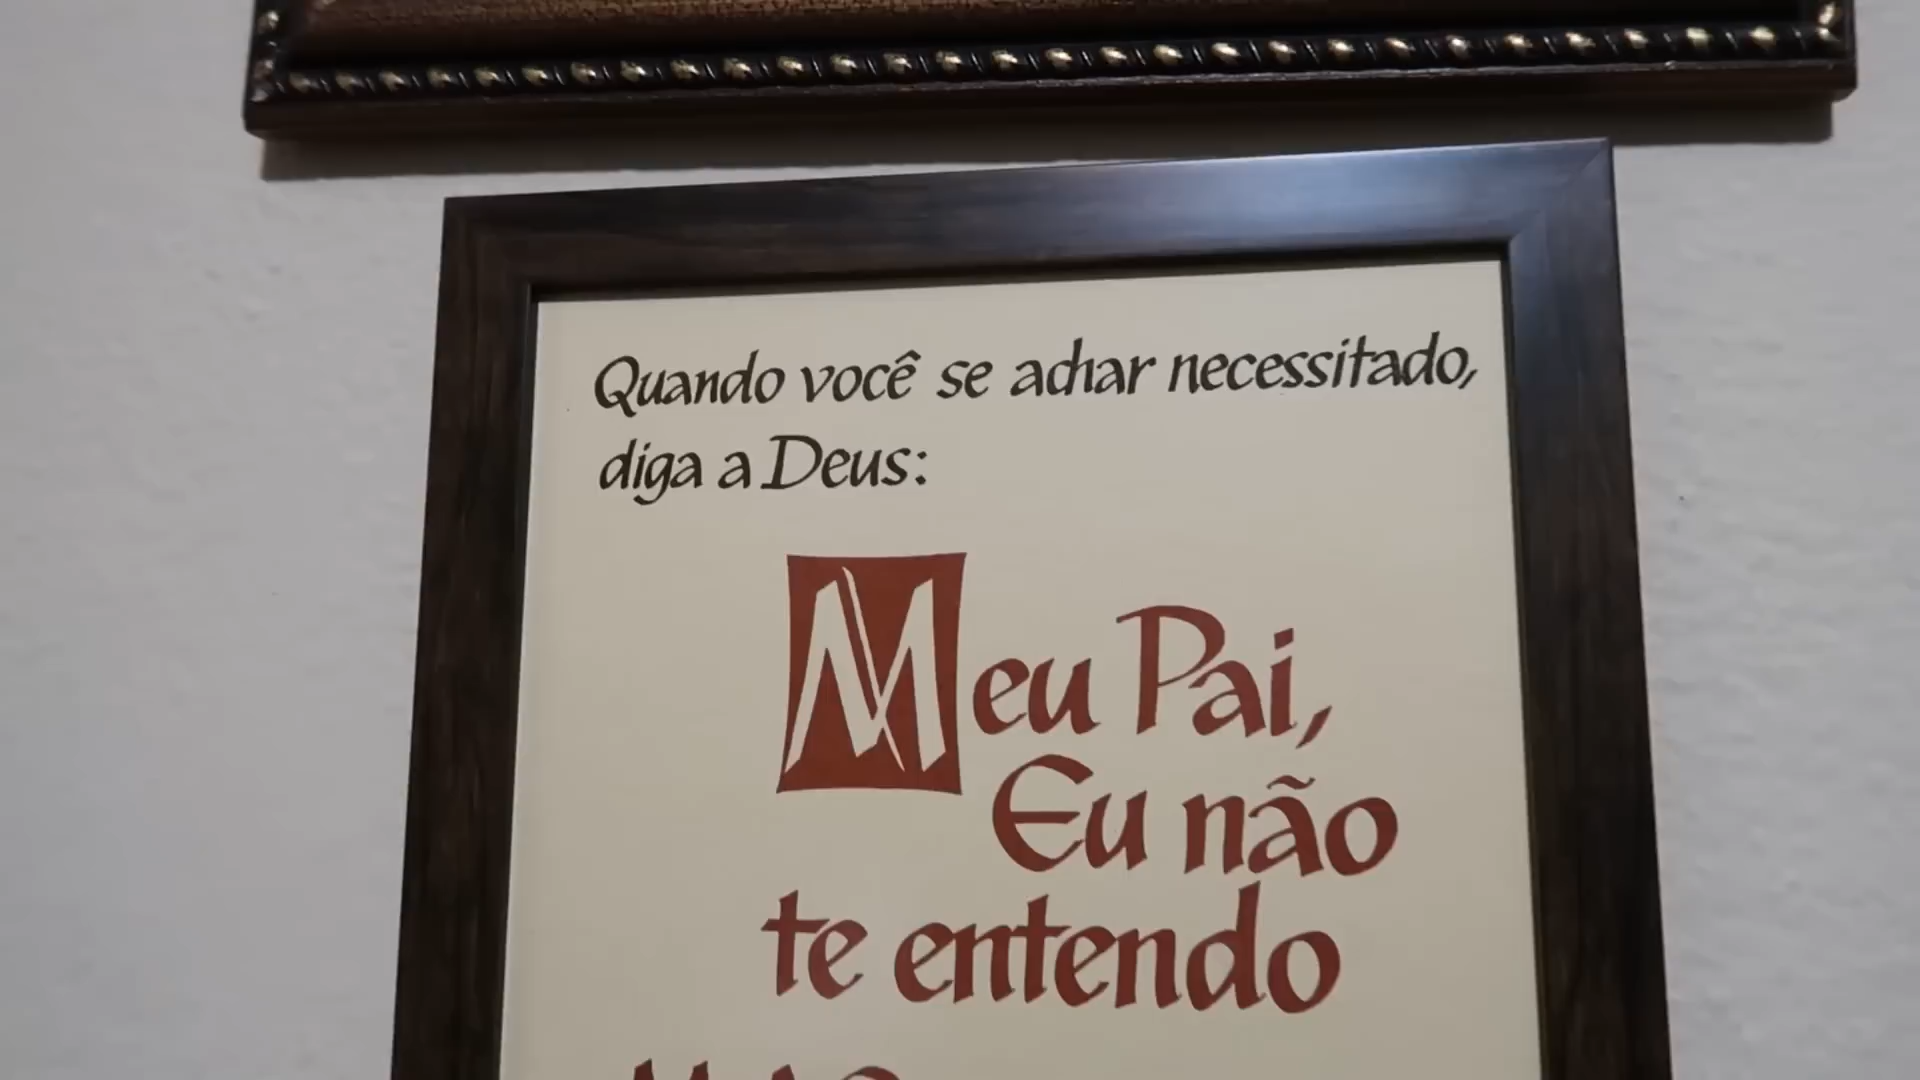 Quando você se achar necessitado,
diga a Deus:
Meu Pai,
Eu não
te entendo